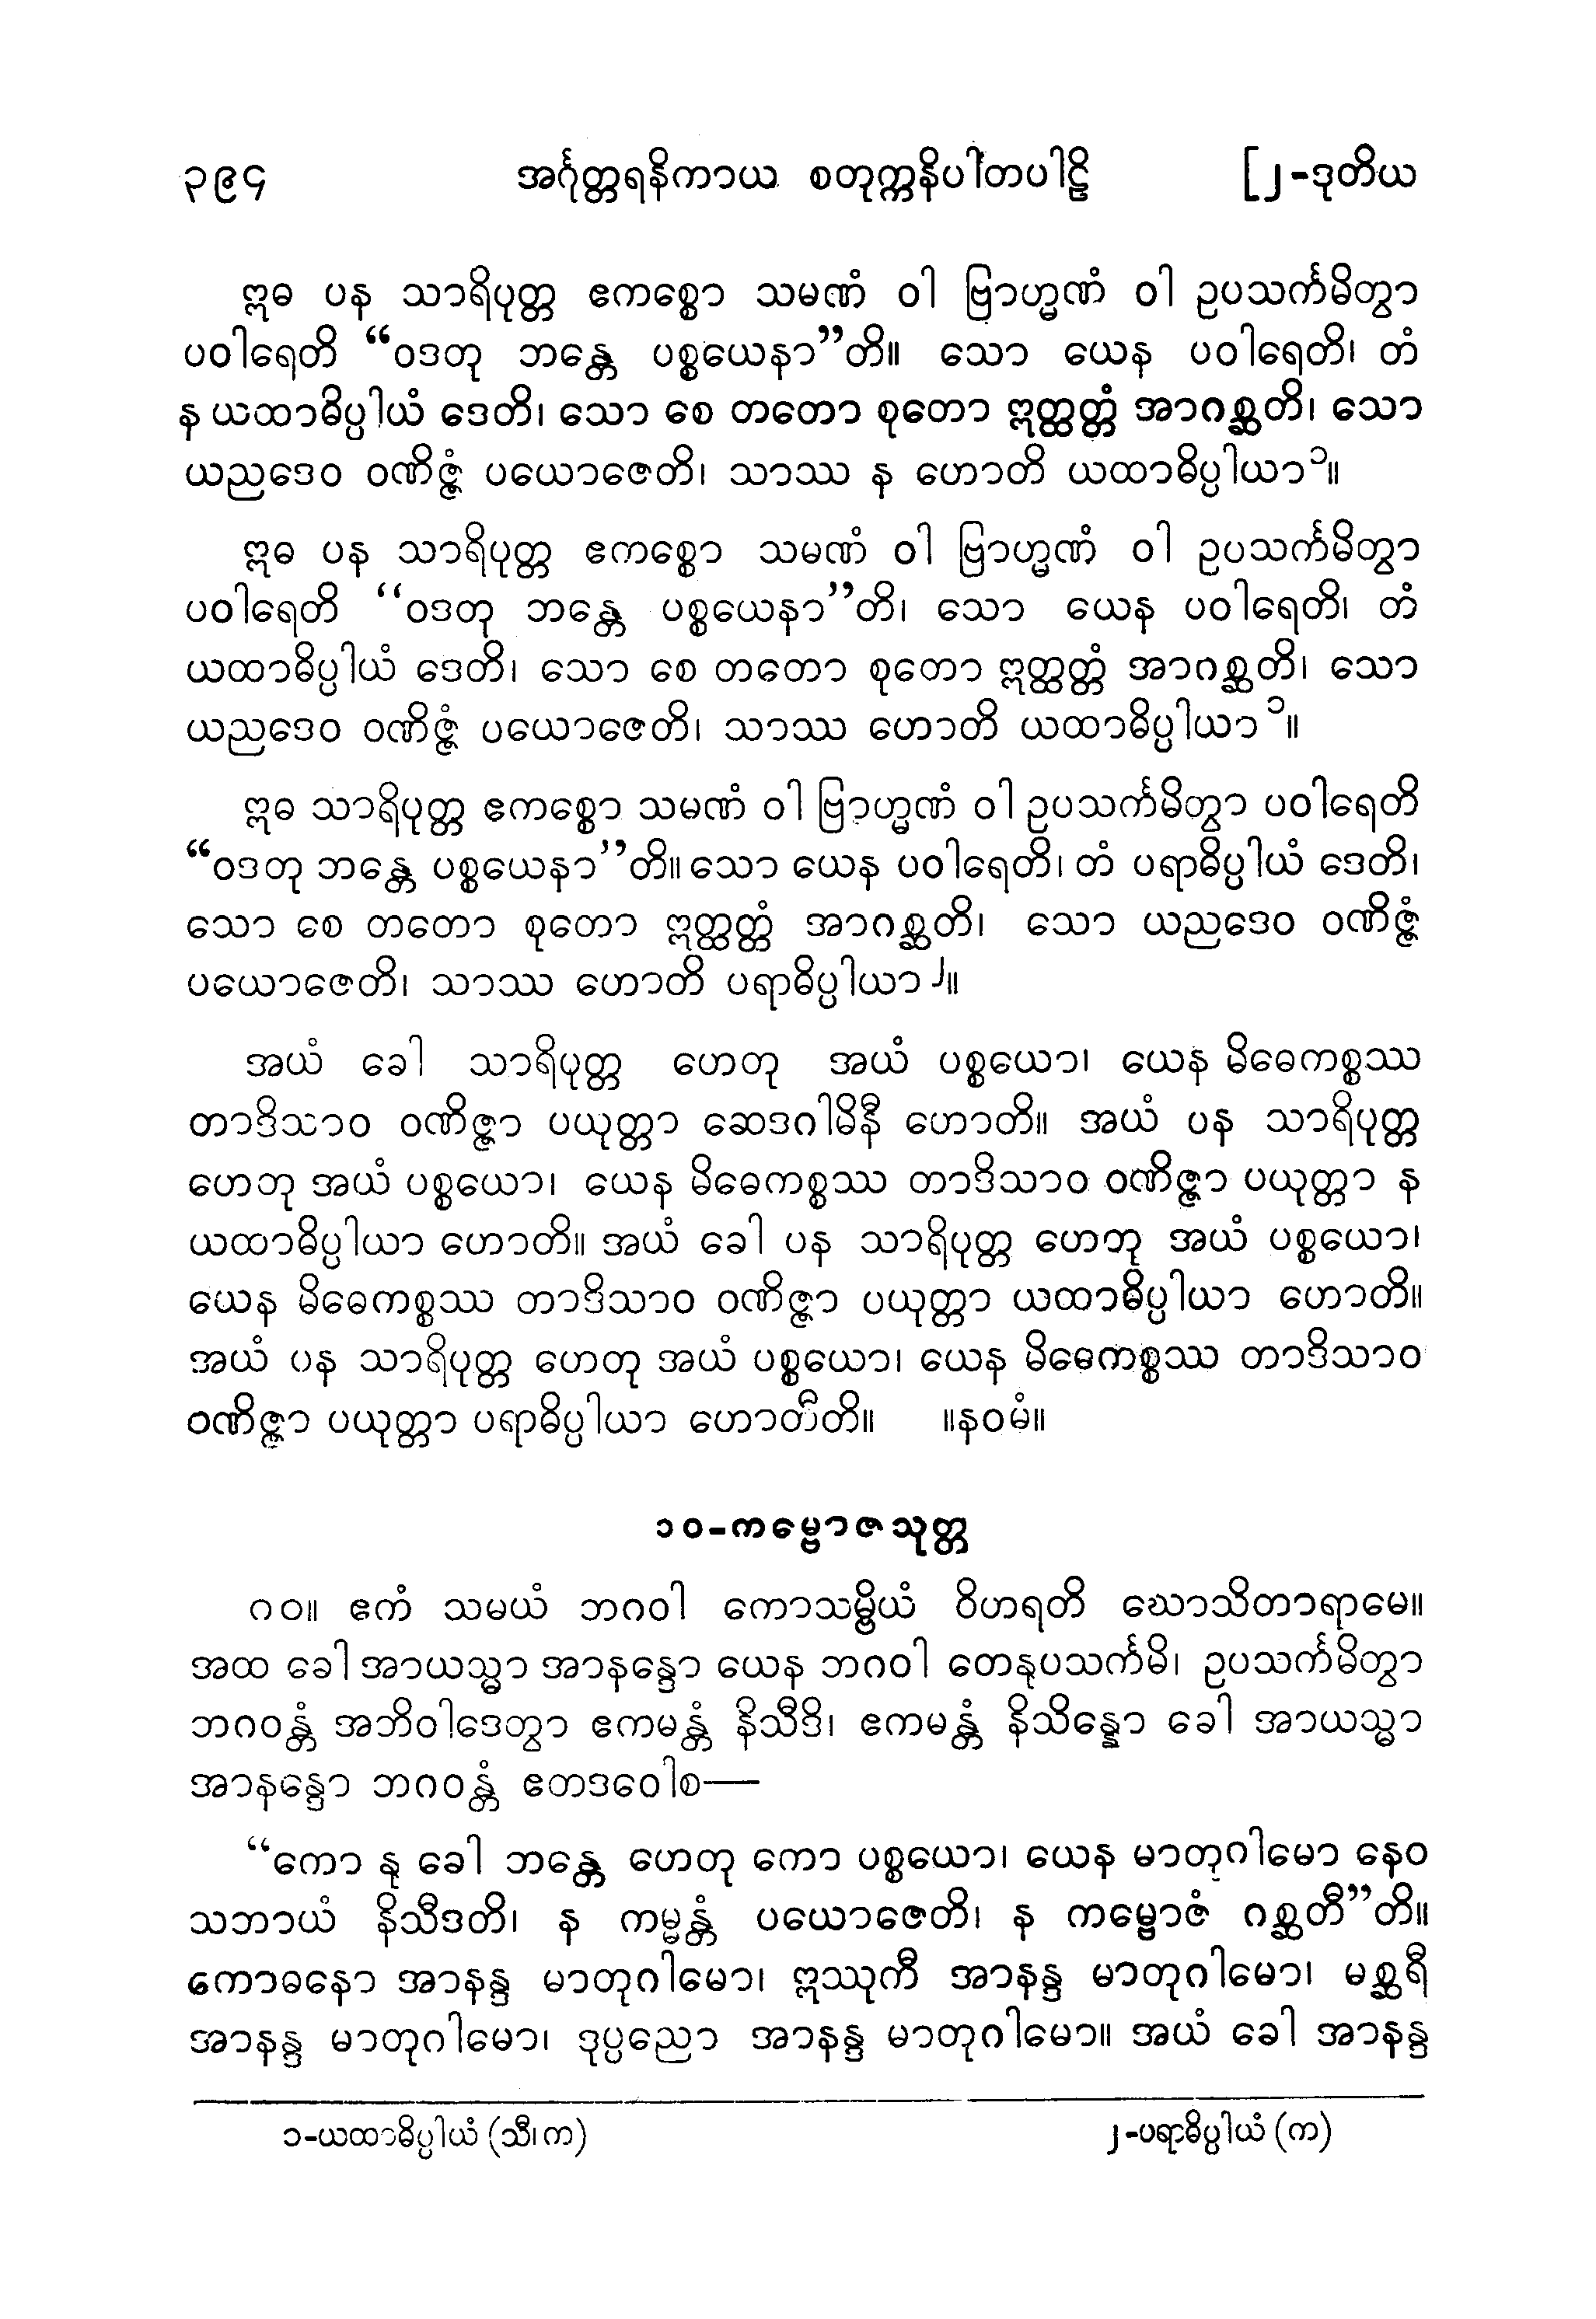 ၃၉၄ အင်္ဂုတ္တရနိကာယ စတုက္ကနိပါတပါဠိ [၂-ဒုတိယ
ဣဓ ပန သာရိပုတ္တ ဧကစ္စော သမဏံ ဝါ ဗြာဟ္မဏံ ဝါ ဥပသင်္ကမိတွာ
ပဝါရေတိ “ဝဒတု ဘန္တေ ပစ္စယေနာ”တိ။ သော ယေန ပဝါရေတိ၊ တံ
န ယထာဓိပ္ပါယံ ဒေတိ၊ သော စေ တတော စုတော ဣတ္ထတ္တံ အာဂစ္ဆတိ၊ သော
ယညဒေဝ ဝဏိဇ္ဇံ ပယောဇေတိ၊ သာဿ န ဟောတိ ယထာဓိပ္ပါယာ၁။
ဣဓ ပန သာရိပုတ္တ ဧကစ္စော သမဏံ ဝါ ဗြာဟ္မဏံ ဝါ ဥပသင်္ကမိတွာ
ပဝါရေတိ “ဝဒတု ဘန္တေ ပစ္စယေနာ”တိ၊ သော ယေန ပဝါရေတိ၊ တံ
ယထာဓိပ္ပါယံ ဒေတိ၊ သော စေ တတော စုတော ဣတ္ထတ္တံ အာဂစ္ဆတိ၊ သော
ယညဒေဝ ဝဏိဇ္ဇံ ပယောဇေတိ၊ သာဿ ဟောတိ ယထာဓိပ္ပါယာ၁။
ဣဓ သာရိပုတ္တ ဧကစ္စော သမဏံ ဝါ ဗြာဟ္မဏံ ဝါ ဥပသင်္ကမိတွာ ပဝါရေတိ
“ဝဒတု ဘန္တေ ပစ္စယေနာ”တိ။ သော ယေန ပဝါရေတိ၊ တံ ပရာဓိပ္ပါယံ ဒေတိ၊
သော စေ တတော စုတော ဣတ္ထတ္တံ အာဂစ္ဆတိ၊ သော ယညဒေဝ ဝဏိဇ္ဇံ
ပယောဇေတိ၊ သာဿ ဟောတိ ပရာဓိပ္ပါယာ၂။
အယံ ခေါ သာရိပုတ္တ ဟေတု အယံ ပစ္စယော၊ ယေန မိဓေကစ္စဿ
တာဒိသာဝ ဝဏိဇ္ဇာ ပယုတ္တာ ဆေဒဂါမိနီ ဟောတိ။ အယံ ပန သာရိပုတ္တ
ဟေတု အယံ ပစ္စယော၊ ယေန မိဓေကစ္စဿ တာဒိသာဝ ဝဏိဇ္ဇာ ပယုတ္တာ န
ယထာဓိပ္ပါယာ ဟောတိ။ အယံ ခေါ ပန သာရိပုတ္တ ဟေတု အယံ ပစ္စယော၊
ယေန မိဓေကစ္စဿ တာဒိသာဝ ဝဏိဇ္ဇာ ပယုတ္တာ ယထာဓိပ္ပါယာ ဟောတိ။
အယံ ပန သာရိပုတ္တ ဟေတု အယံ ပစ္စယော၊ ယေန မိဓေကစ္စဿ တာဒိသာဝ
ဝဏိဇ္ဇာ ပယုတ္တာ ပရာဓိပ္ပါယာ ဟောတီတိ။ ။နဝမံ။
၁၀-ကမ္ဗောဇသုတ္တ
၈၀။ ဧကံ သမယံ ဘဂဝါ ကောသမ္ဗိယံ ဝိဟရတိ ဃောသိတာရာမေ။
အထ ခေါ အာယသ္မာ အာနန္ဒော ယေန ဘဂဝါ တေနုပသင်္ကမိ၊ ဥပသင်္ကမိတွာ
ဘဂဝန္တံ အဘိဝါဒေတွာ ဧကမန္တံ နိသီဒိ၊ ဧကမန္တံ နိသိန္နော ခေါ အာယသ္မာ
အာနန္ဒော ဘဂဝန္တံ ဧတဒဝေါစ—
“ကော နု ခေါ ဘန္တေ ဟေတု ကော ပစ္စယော၊ ယေန မာတုဂါမော နေဝ
သဘာယံ နိသီဒတိ၊ န ကမ္မန္တံ ပယောဇေတိ၊ န ကမ္ဗောဇံ ဂစ္ဆတီ”တိ။
ကောဓနော အာနန္ဒ မာတုဂါမော၊ ဣဿုကီ အာနန္ဒ မာတုဂါမော၊ မစ္ဆရီ
အာနန္ဒ မာတုဂါမော၊ ဒုပ္ပညော အာနန္ဒ မာတုဂါမော။ အယံ ခေါ အာနန္ဒ
၁-ယထာဓိပ္ပါယံ (သီ၊ က) ၂-ပရာဓိပ္ပါယံ (က)